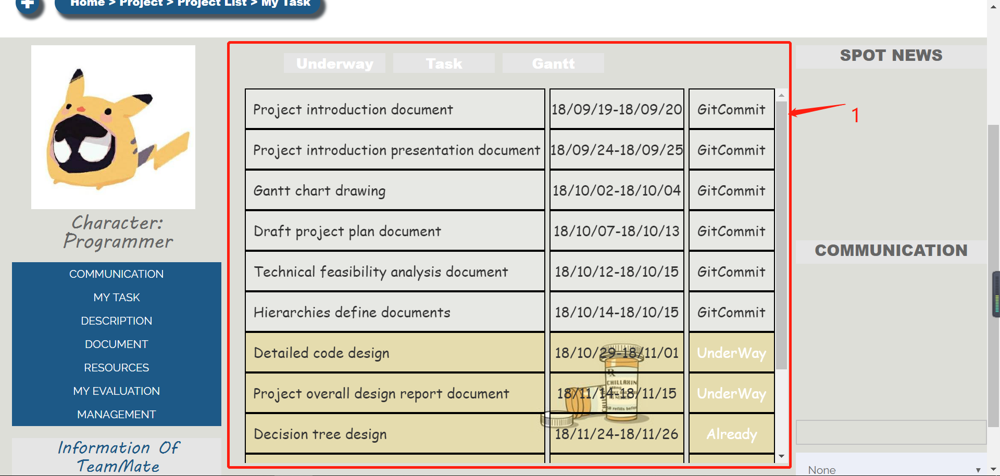 Home > Project > Project List > My Task
Character:
Programmer
COMMUNICATION
MY TASK
DESCRIPTION
DOCUMENT
RESOURCES
MY EVALUATION
MANAGEMENT
Information Of
TeamMate
Underway Task Gantt
Project introduction document 18/09/19-18/09/20 GitCommit
Project introduction presentation document 18/09/24-18/09/25 GitCommit
Gantt chart drawing 18/10/02-18/10/04 GitCommit
Draft project plan document 18/10/07-18/10/13 GitCommit
Technical feasibility analysis document 18/10/12-18/10/15 GitCommit
Hierarchies define documents 18/10/14-18/10/15 GitCommit
Detailed code design 18/10/29-18/11/01 UnderWay
Project overall design report document 18/11/14-18/11/15 UnderWay
Decision tree design 18/11/24-18/11/26 Already
CHILLAXIN
1
SPOT NEWS
COMMUNICATION
None